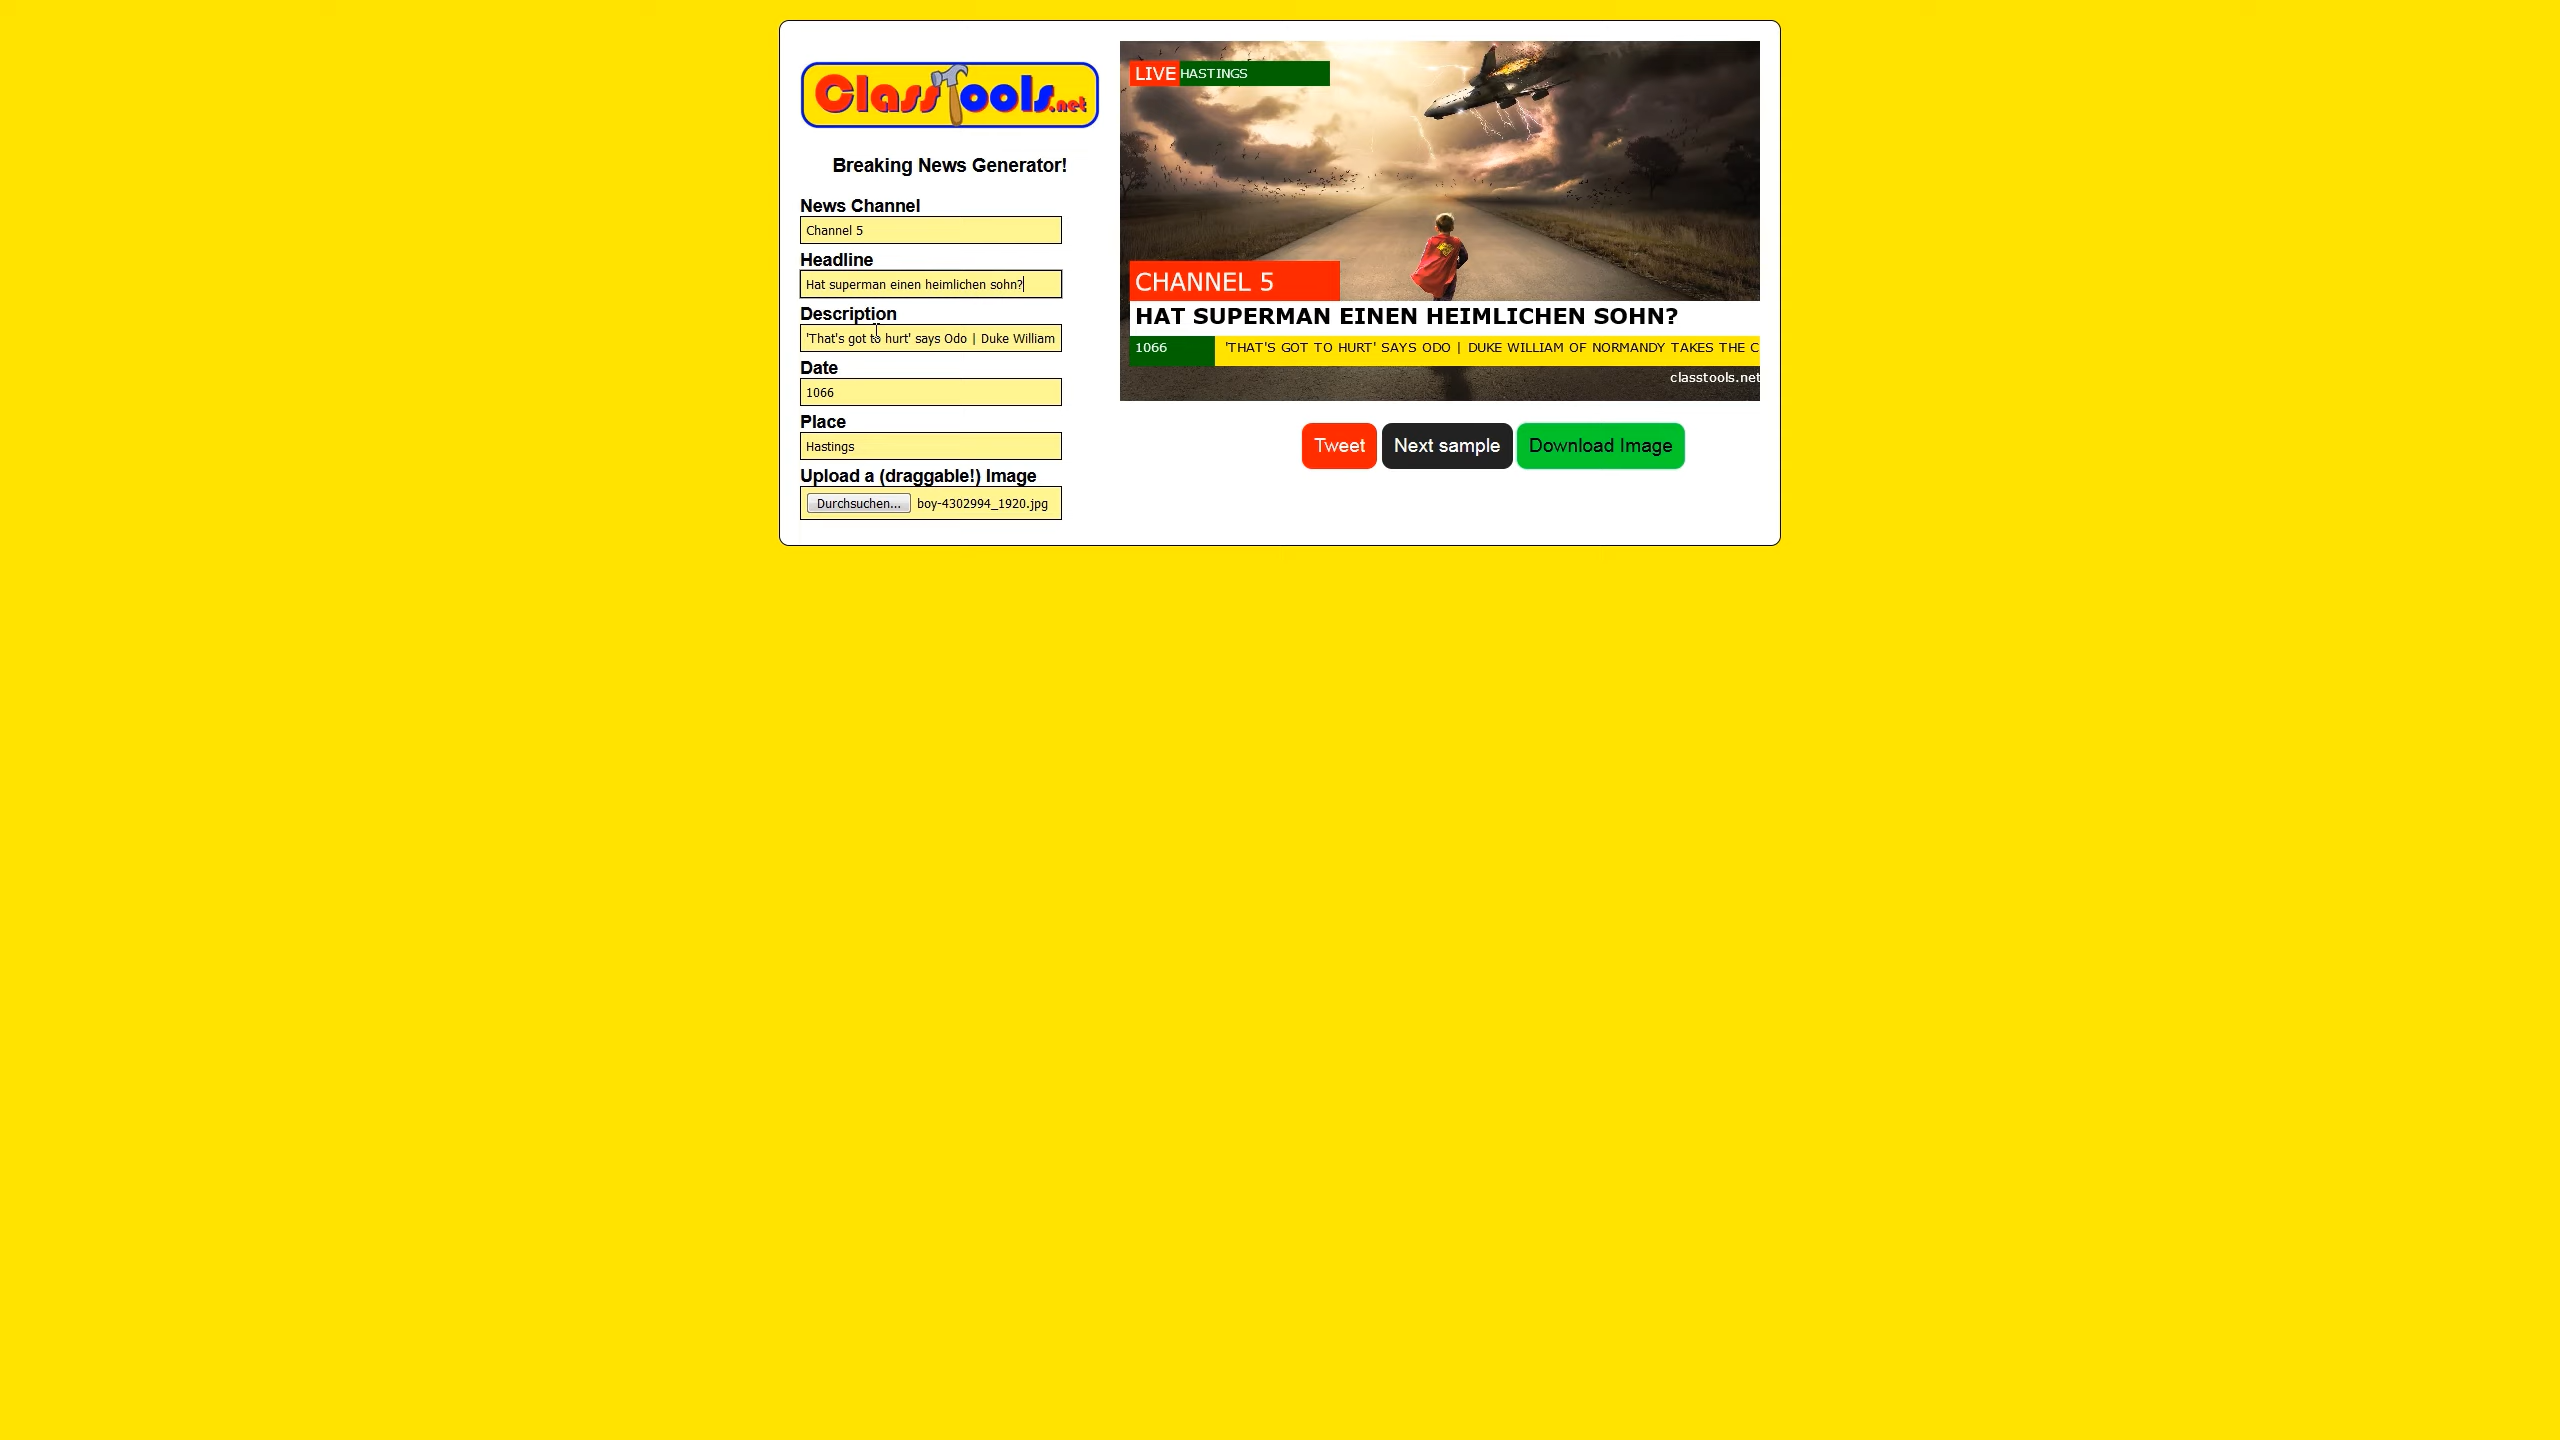 ClassTools.net
Breaking News Generator!
News Channel
Channel 5
Headline
Hat superman einen heimlichen sohn?
Description
'That's got to hurt' says Odo | Duke William
Date
1066
Place
Hastings
Upload a (draggable!) Image
Durchsuchen... boy-4302994_1920.jpg
LIVE HASTINGS
CHANNEL 5
HAT SUPERMAN EINEN HEIMLICHEN SOHN?
1066 'THAT'S GOT TO HURT' SAYS ODO | DUKE WILLIAM OF NORMANDY TAKES THE C
classtools.net
Tweet Next sample Download Image